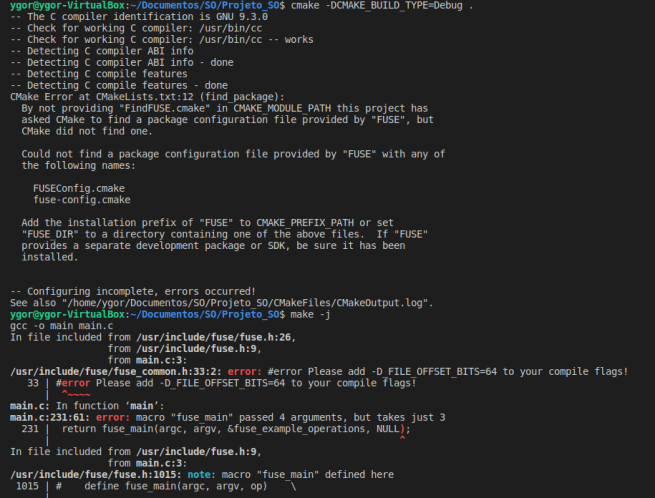 ygor@ygor-VirtualBox:~/Documentos/SO/Projeto_SO$ cmake -DCMAKE_BUILD_TYPE=Debug .
-- The C compiler identification is GNU 9.3.0
-- Check for working C compiler: /usr/bin/cc
-- Check for working C compiler: /usr/bin/cc -- works
-- Detecting C compiler ABI info
-- Detecting C compiler ABI info - done
-- Detecting C compile features
-- Detecting C compile features - done
CMake Error at CMakeLists.txt:12 (find_package):
  By not providing "FindFUSE.cmake" in CMAKE_MODULE_PATH this project has
  asked CMake to find a package configuration file provided by "FUSE", but
  CMake did not find one.

  Could not find a package configuration file provided by "FUSE" with any of
  the following names:

    FUSEConfig.cmake
    fuse-config.cmake

  Add the installation prefix of "FUSE" to CMAKE_PREFIX_PATH or set
  "FUSE_DIR" to a directory containing one of the above files.  If "FUSE"
  provides a separate development package or SDK, be sure it has been
  installed.


-- Configuring incomplete, errors occurred!
See also "/home/ygor/Documentos/SO/Projeto_SO/CMakeFiles/CMakeOutput.log".
ygor@ygor-VirtualBox:~/Documentos/SO/Projeto_SO$ make -j
gcc -o main main.c
In file included from /usr/include/fuse/fuse.h:26,
                 from /usr/include/fuse.h:9,
                 from main.c:3:
/usr/include/fuse/fuse_common.h:33:2: error: #error Please add -D_FILE_OFFSET_BITS=64 to your compile flags!
   33 | #error Please add -D_FILE_OFFSET_BITS=64 to your compile flags!
      |  ^~~~~
main.c: In function ‘main’:
main.c:231:61: error: macro "fuse_main" passed 4 arguments, but takes just 3
  231 |  return fuse_main(argc, argv, &fuse_example_operations, NULL);
      |                                                             ^
In file included from /usr/include/fuse.h:9,
                 from main.c:3:
/usr/include/fuse/fuse.h:1015: note: macro "fuse_main" defined here
 1015 | #    define fuse_main(argc, argv, op)    \
      |